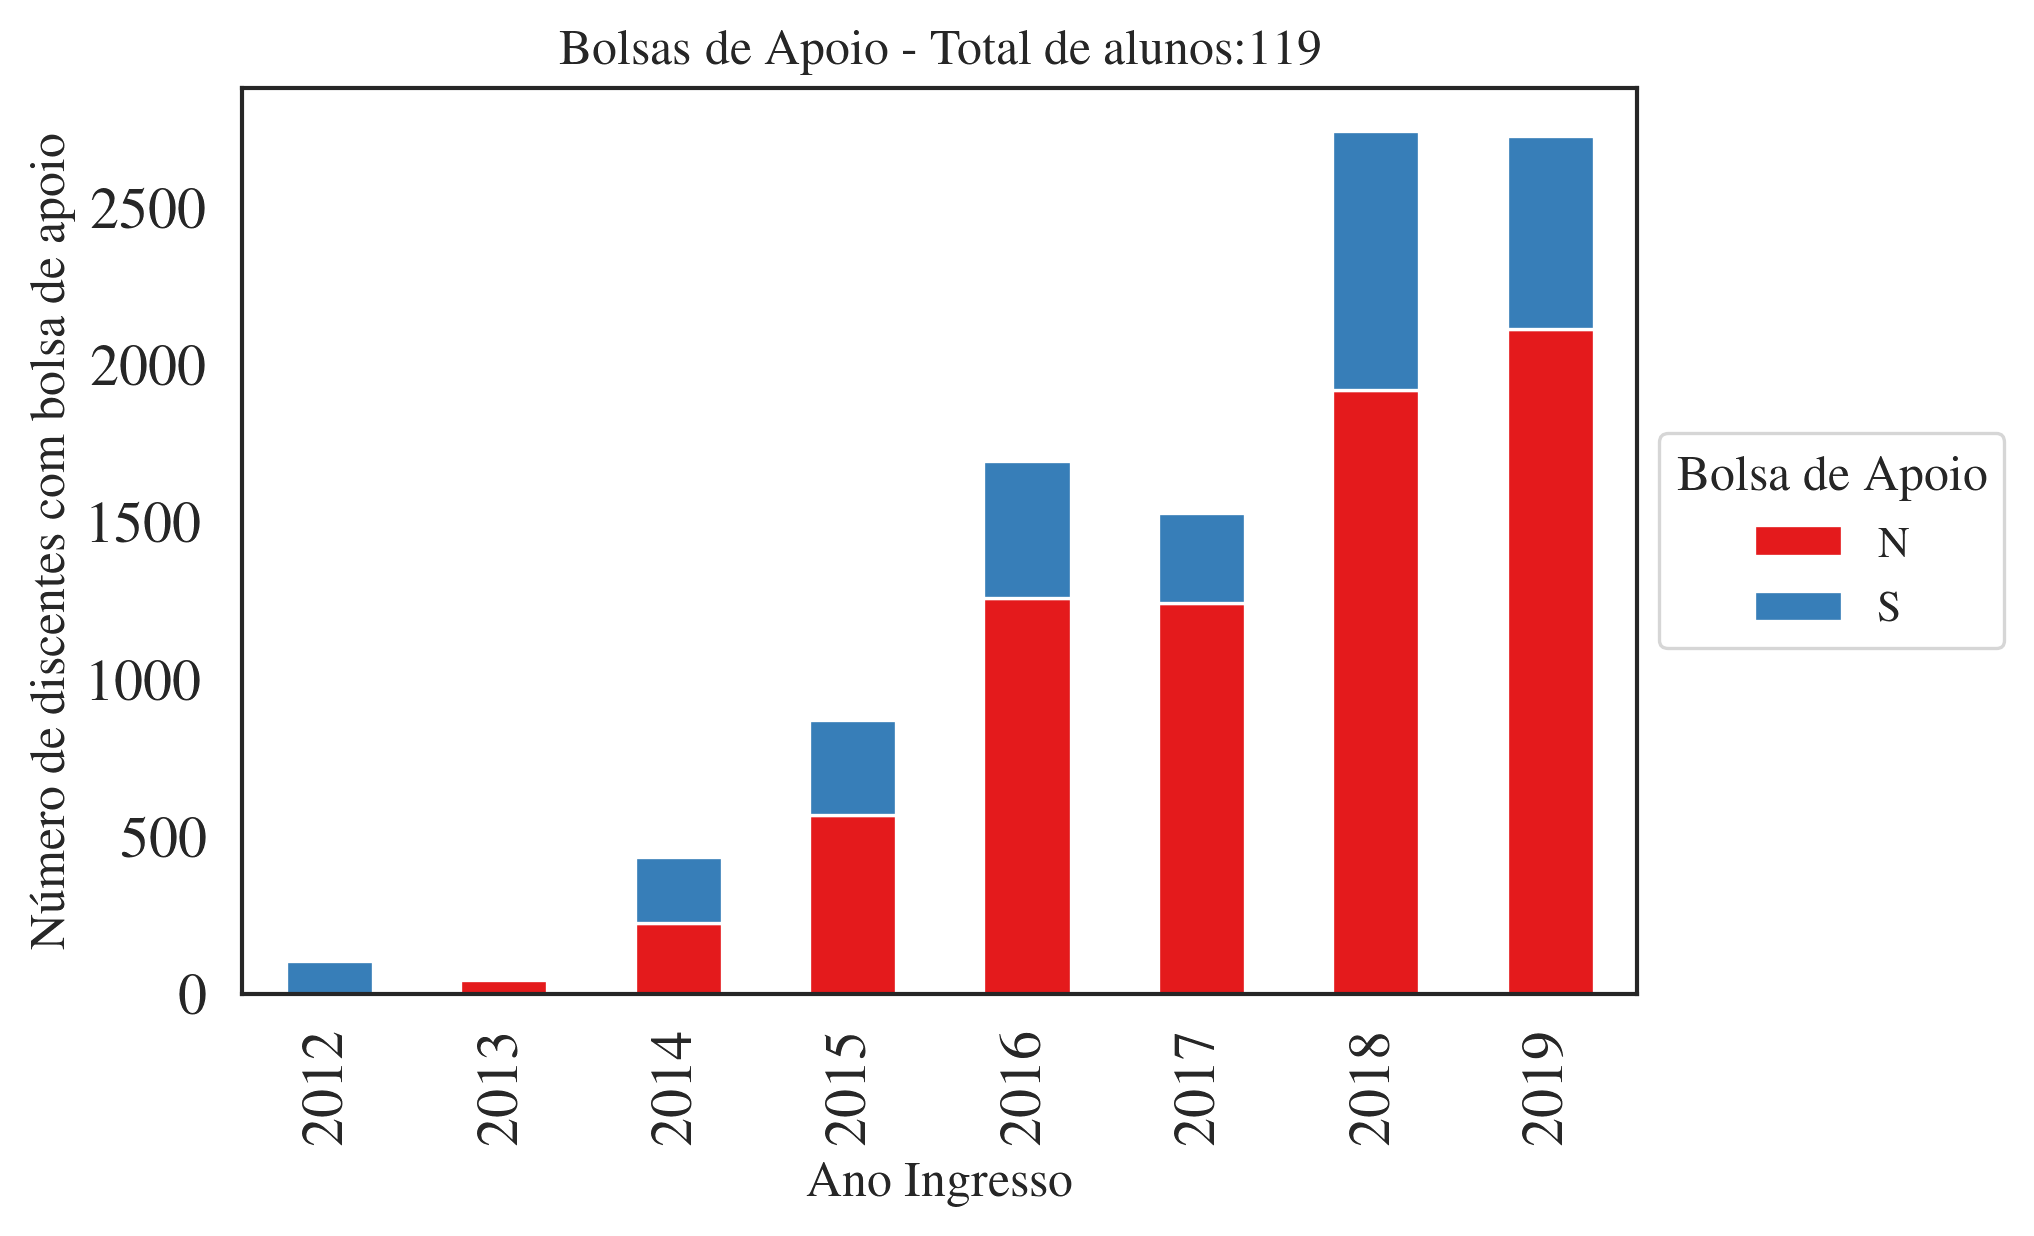 Bolsas de Apoio - Total de alunos:119
Número de discentes com bolsa de apoio
2500
2000
1500
1000
500
0
2012
2013
2014
2015
2016
2017
2018
2019
Ano Ingresso
Bolsa de Apoio
N
S